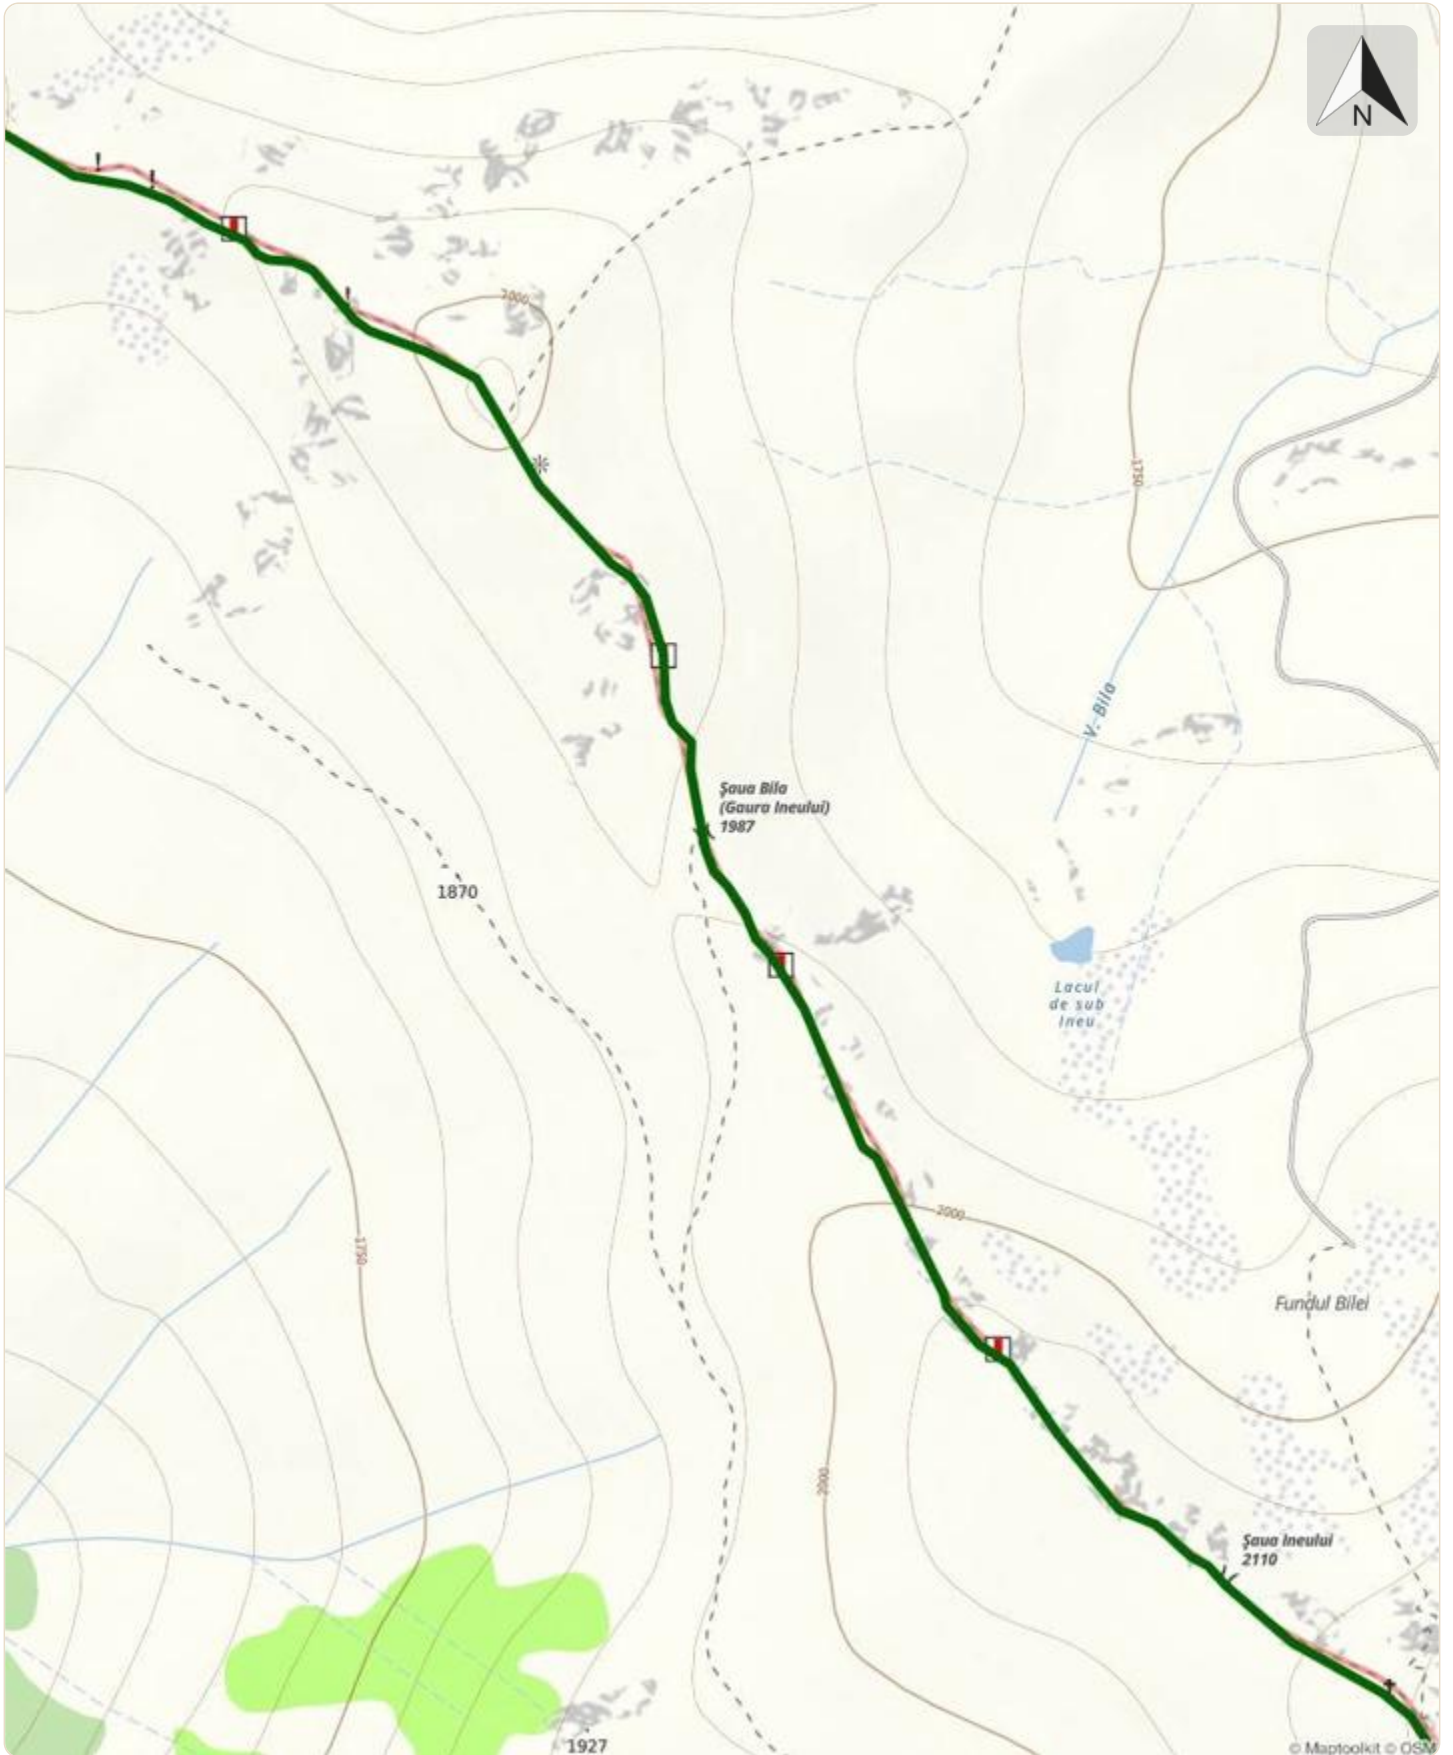 N
2000
1750
V. Bila
Şaua Bila
(Gaura Ineului)
1987
1870
Lacul
de sub
Ineu
2000
1750
Fundul Bilei
2000
Şaua Ineului
2110
1927
© Maptoolkit © OSM